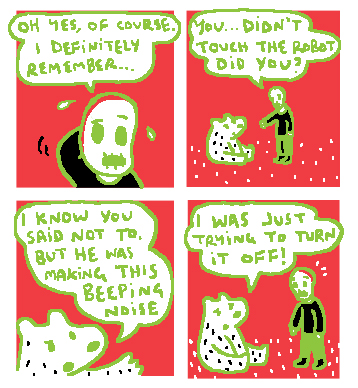 OH YES, OF COURSE.
I DEFINITELY
REMEMBER...
YOU... DIDN'T
TOUCH THE ROBOT
DID YOU?
I KNOW YOU
SAID NOT TO,
BUT HE WAS
MAKING THIS
BEEPING
NOISE
I WAS JUST
TRYING TO TURN
IT OFF!